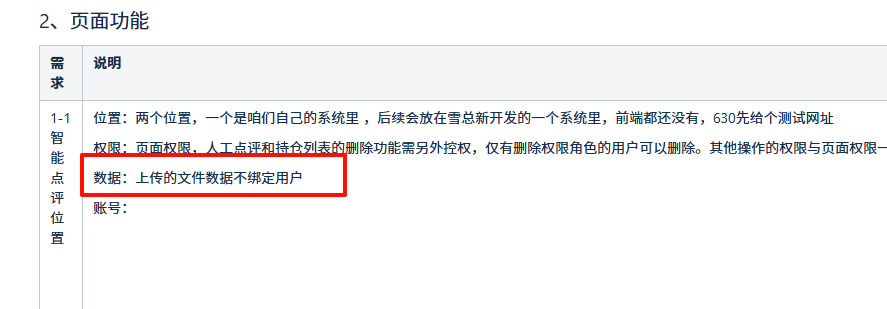 2、页面功能
需求
说明
1-1智能点评位置
位置：两个位置，一个是咱们自己的系统里 ，后续会放在雪总新开发的一个系统里，前端都还没有，630先给个测试网址
权限：页面权限，人工点评和持仓列表的删除功能需另外控权，仅有删除权限角色的用户可以删除。其他操作的权限与页面权限一
数据：上传的文件数据不绑定用户
账号：